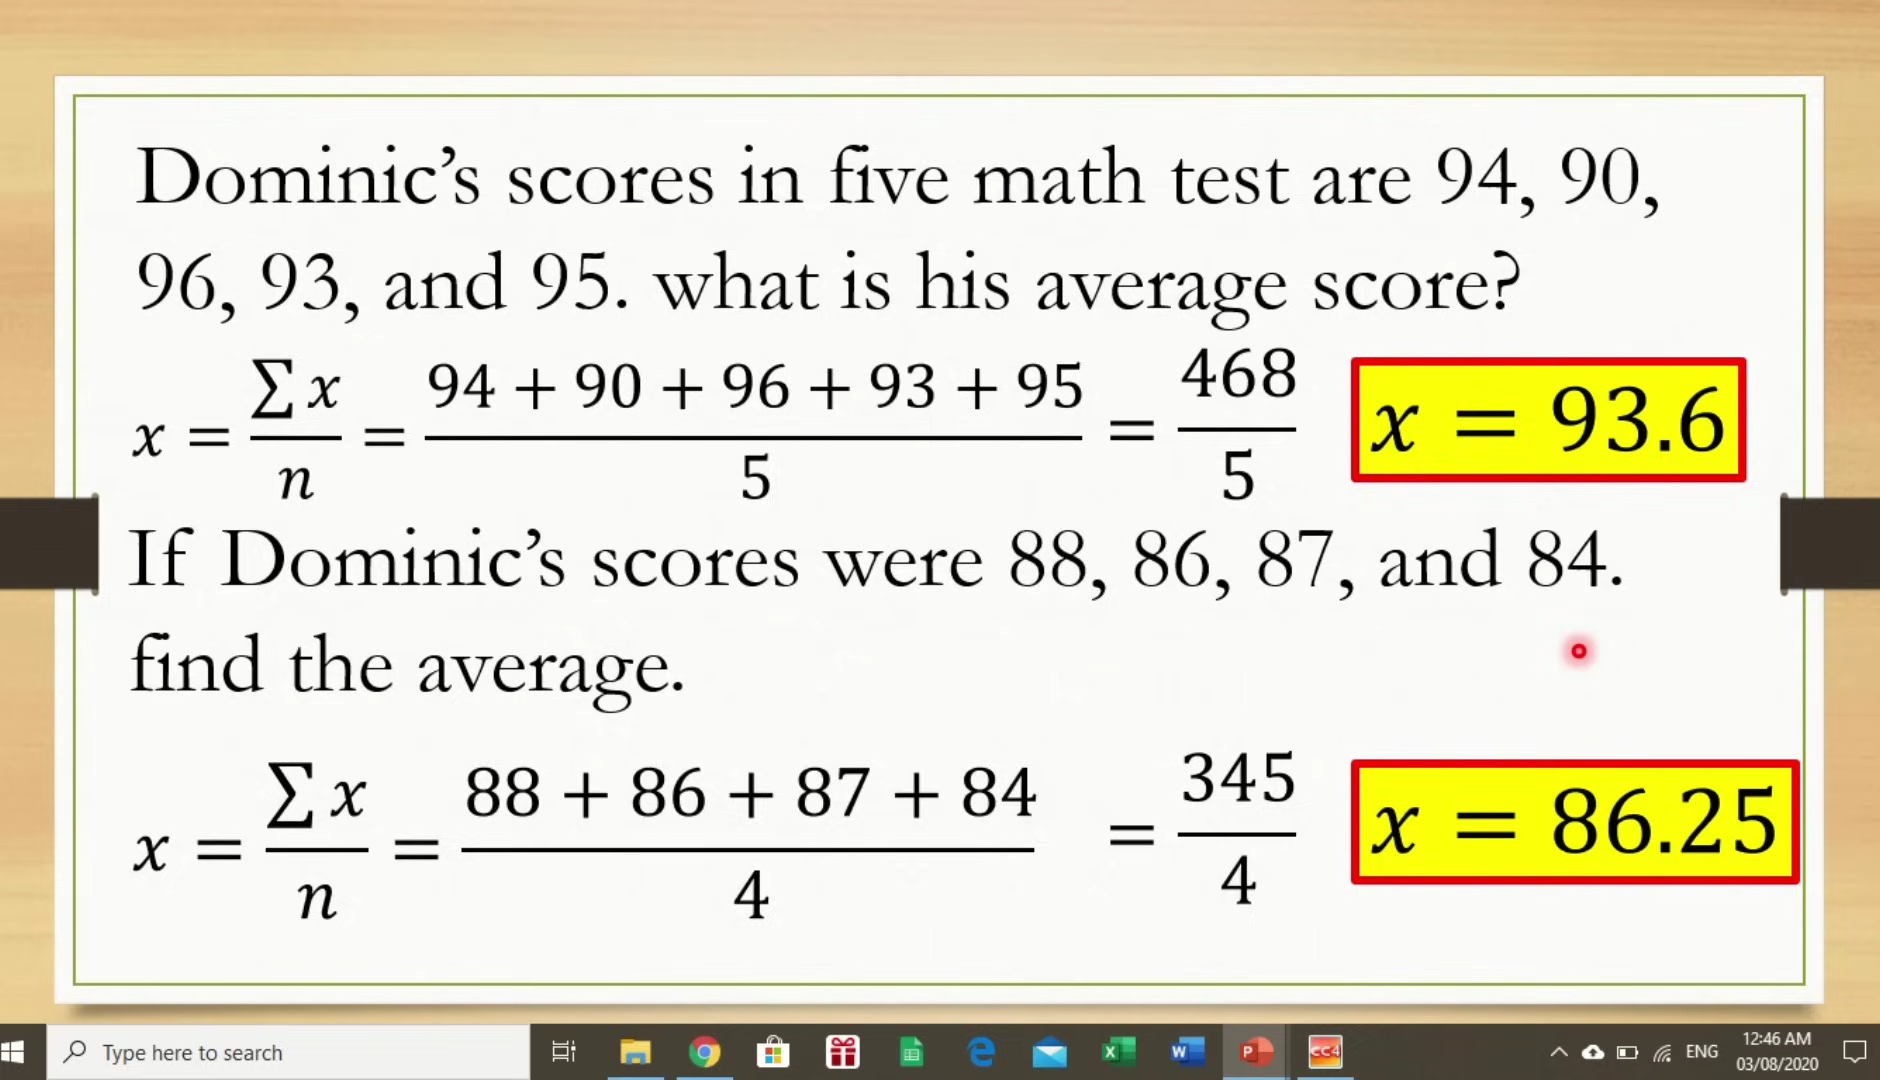 Dominic’s scores in five math test are 94, 90,
96, 93, and 95. what is his average score?
x = ∑x / n = 94 + 90 + 96 + 93 + 95 / 5 = 468 / 5 x = 93.6
If Dominic’s scores were 88, 86, 87, and 84.
find the average.
x = ∑x / n = 88 + 86 + 87 + 84 / 4 = 345 / 4 x = 86.25
Type here to search
CC4
ENG
12:46 AM
03/08/2020